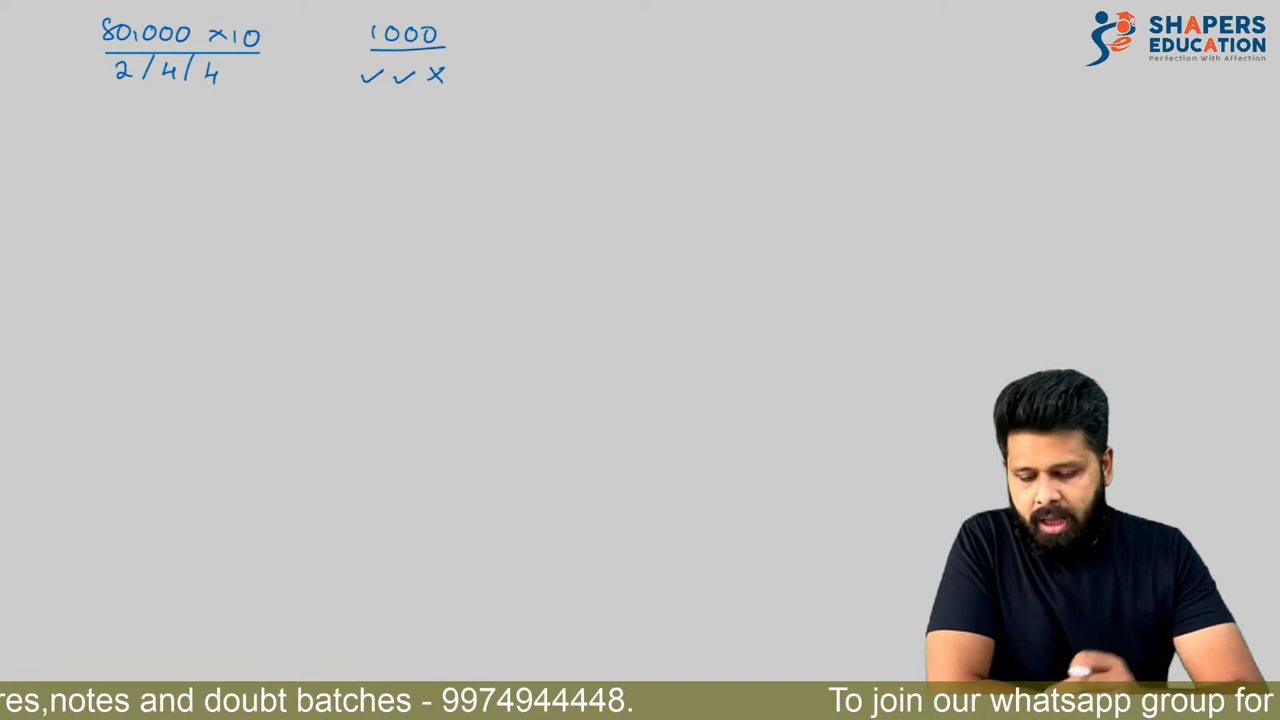 80,000 × 10
2 / 4 / 4
1000
✓ ✓ ×
SHAPERS
EDUCATION
Perfection With Affection
res,notes and doubt batches - 9974944448.
To join our whatsapp group for